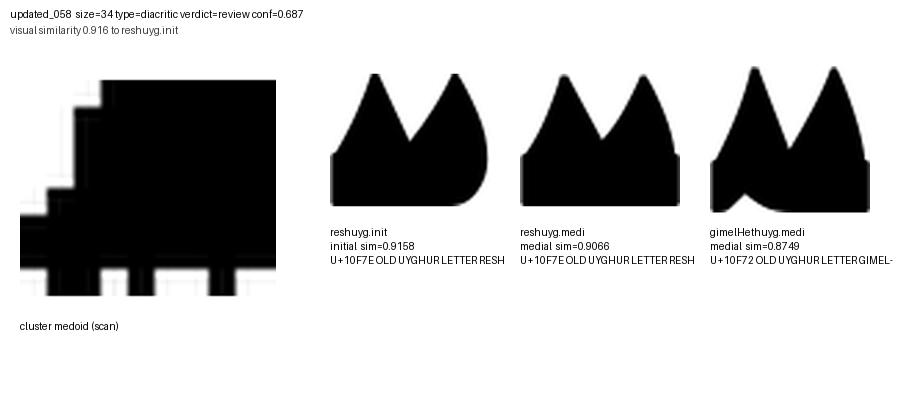 updated_058 size=34 type=diacritic verdict=review conf=0.687
visual similarity 0.916 to reshuyg.init
reshuyg.init
initial sim=0.9158
U+10F7E OLD UYGHUR LETTER RESH
reshuyg.medi
medial sim=0.9066
U+10F7E OLD UYGHUR LETTER RESH
gimelHethuyg.medi
medial sim=0.8749
U+10F72 OLD UYGHUR LETTER GIMEL-
cluster medoid (scan)